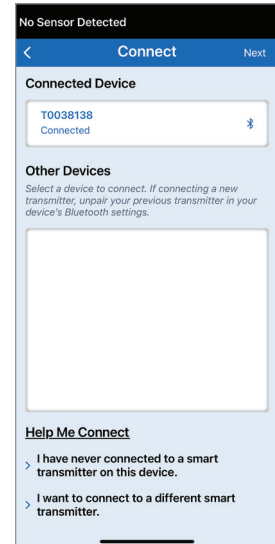 No Sensor Detected
Connect Next
Connected Device
T0038138
Connected
Other Devices
Select a device to connect. If connecting a new
transmitter, unpair your previous transmitter in your
device's Bluetooth settings.
Help Me Connect
I have never connected to a smart
transmitter on this device.
I want to connect to a different smart
transmitter.